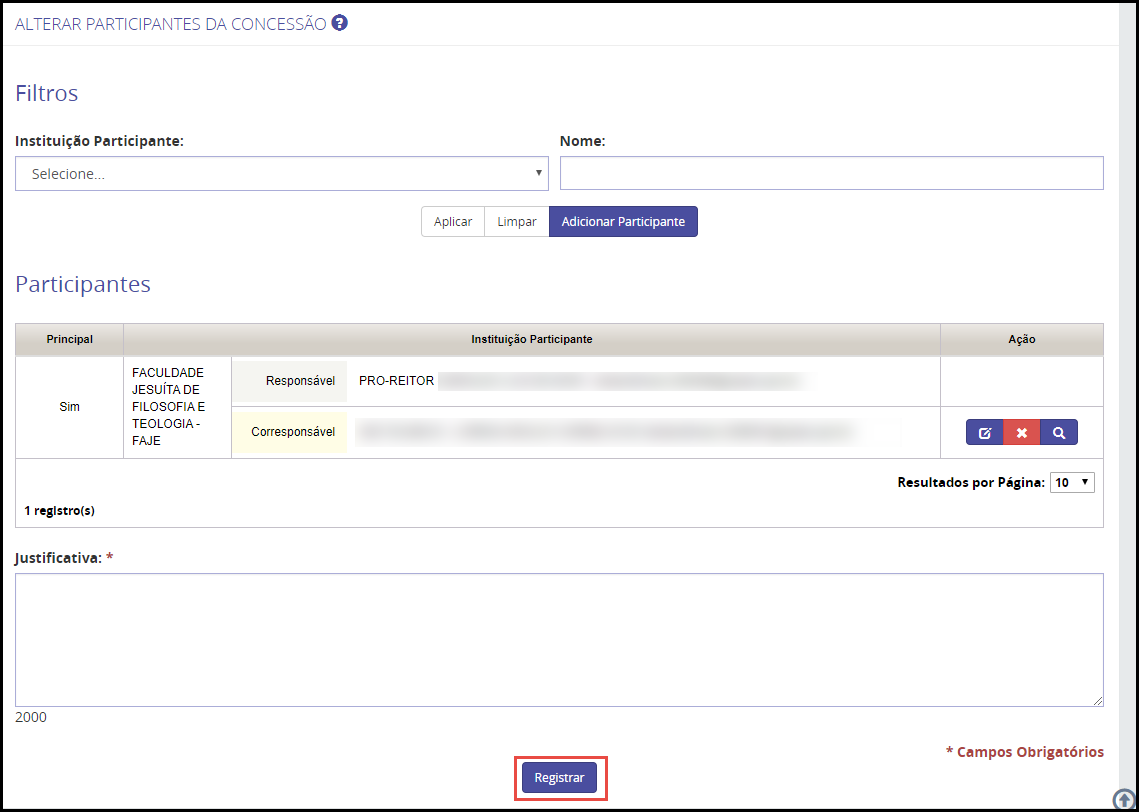 ALTERAR PARTICIPANTES DA CONCESSÃO ?
Filtros
Instituição Participante: Nome:
Selecione...
Aplicar Limpar Adicionar Participante
Participantes
Principal Instituição Participante Ação
Sim
FACULDADE
JESUÍTA DE
FILOSOFIA E
TEOLOGIA -
FAJE
Responsável PRO-REITOR
Corresponsável
Resultados por Página: 10
1 registro(s)
Justificativa: *
2000
* Campos Obrigatórios
Registrar